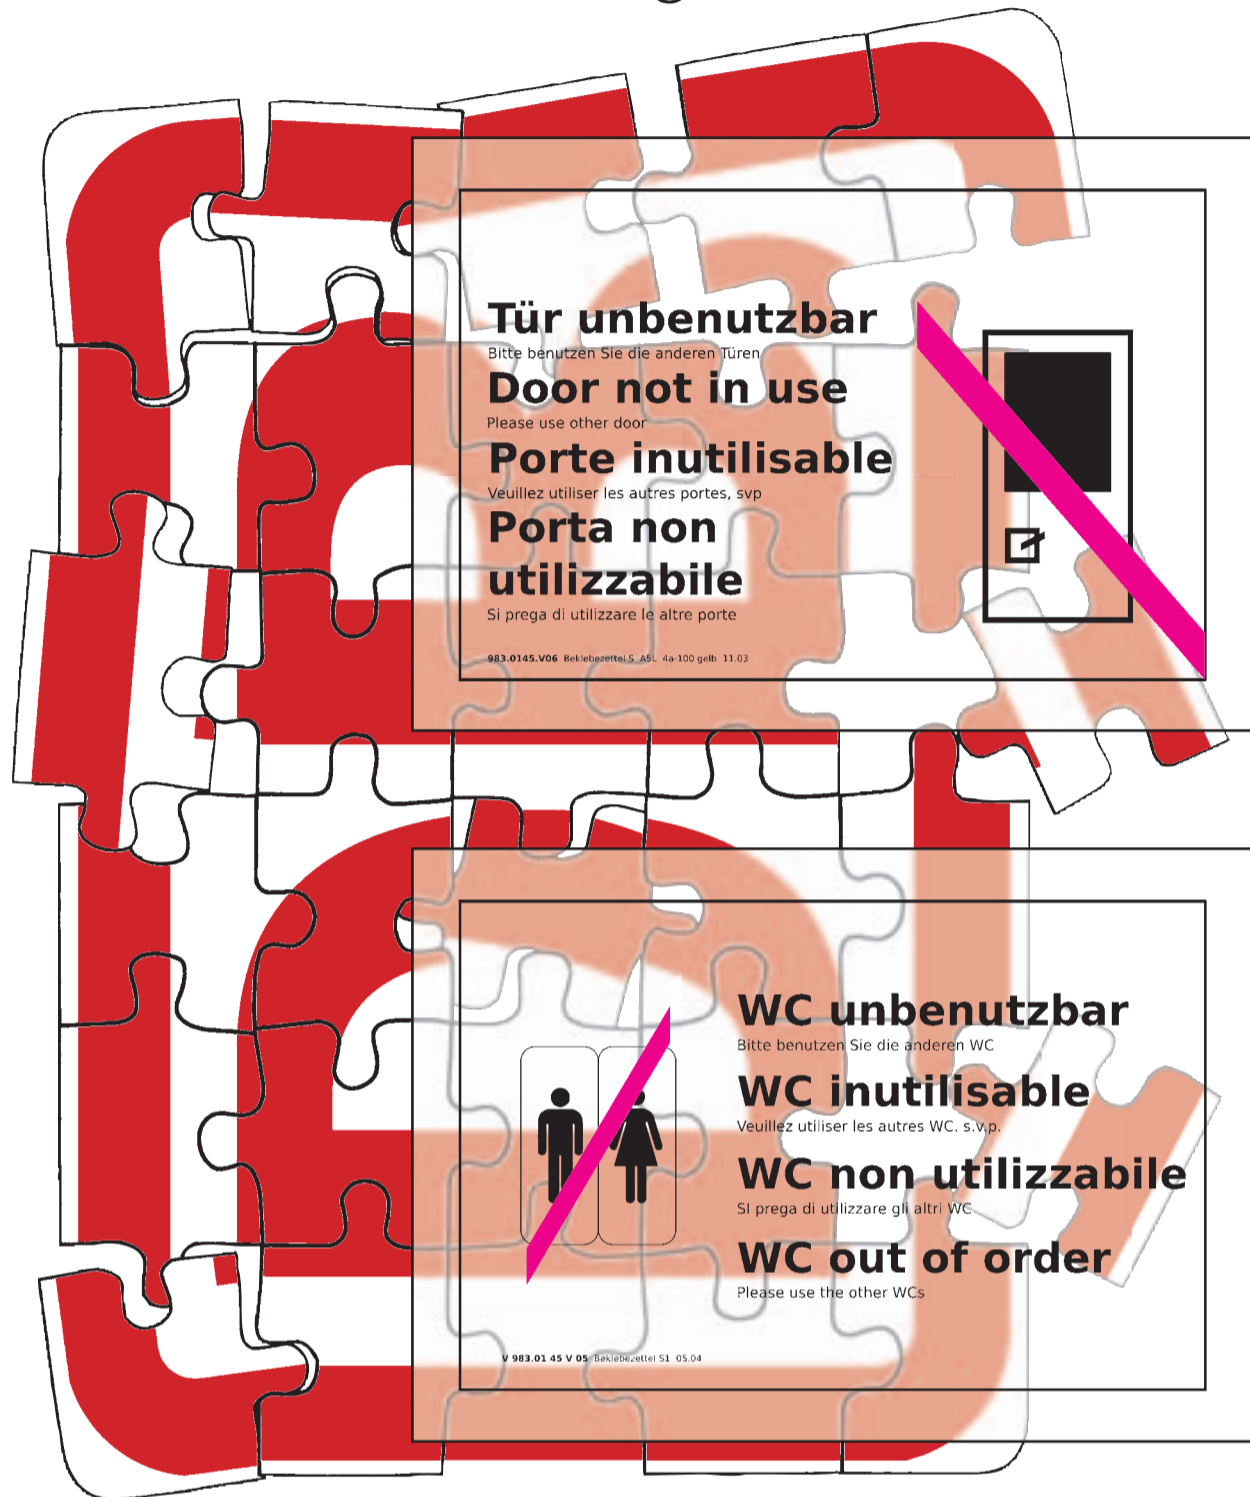 Tür unbenutzbar
Bitte benutzen Sie die anderen Türen
Door not in use
Please use other door
Porte inutilisable
Veuillez utiliser les autres portes, svp
Porta non
utilizzabile
Si prega di utilizzare le altre porte
983.0145.V06 Beklebezettel S A5L 4a-100 gelb 11.03
WC unbenutzbar
Bitte benutzen Sie die anderen WC
WC inutilisable
Veuillez utiliser les autres WC. s.v.p.
WC non utilizzabile
SI prega di utilizzare gli altri WC
WC out of order
Please use the other WCs
V 983.01 45 V 05 Beklebezettel S1 05.04